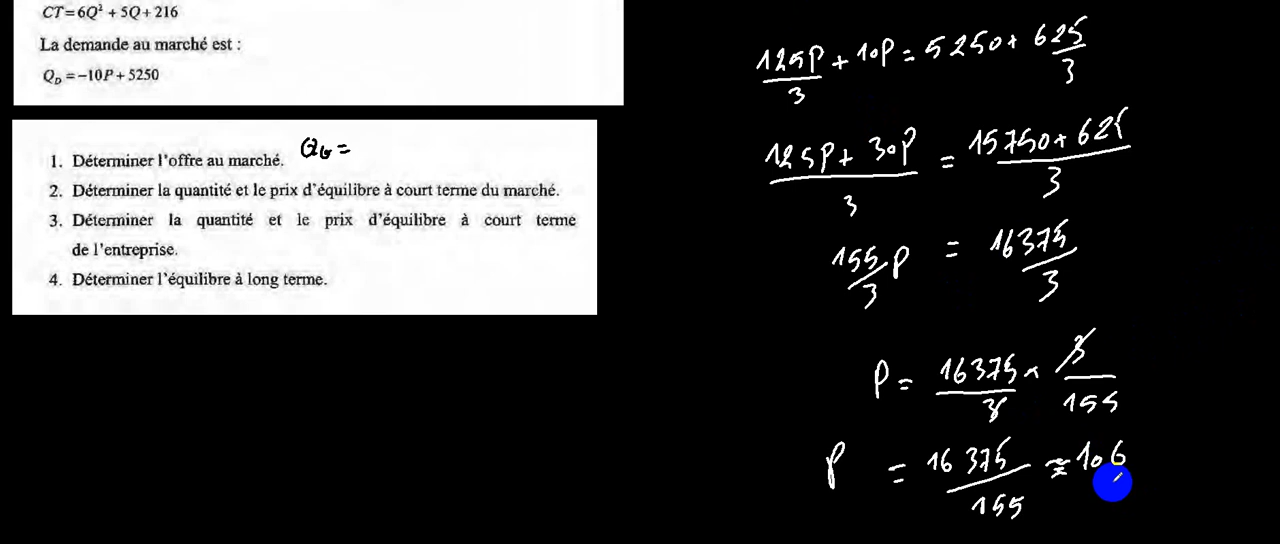 CT = 6Q² + 5Q + 216
La demande au marché est :
Q_D = −10P + 5250
1. Déterminer l'offre au marché. QG =
2. Déterminer la quantité et le prix d'équilibre à court terme du marché.
3. Déterminer la quantité et le prix d'équilibre à court terme
de l'entreprise.
4. Déterminer l'équilibre à long terme.
125P/3 + 10P = 5250 + 625/3
(125P + 30P)/3 = (15750 + 625)/3
155/3 P = 16375/3
P = 16375/3 × 3/155
P = 16375/155 ≈ 106